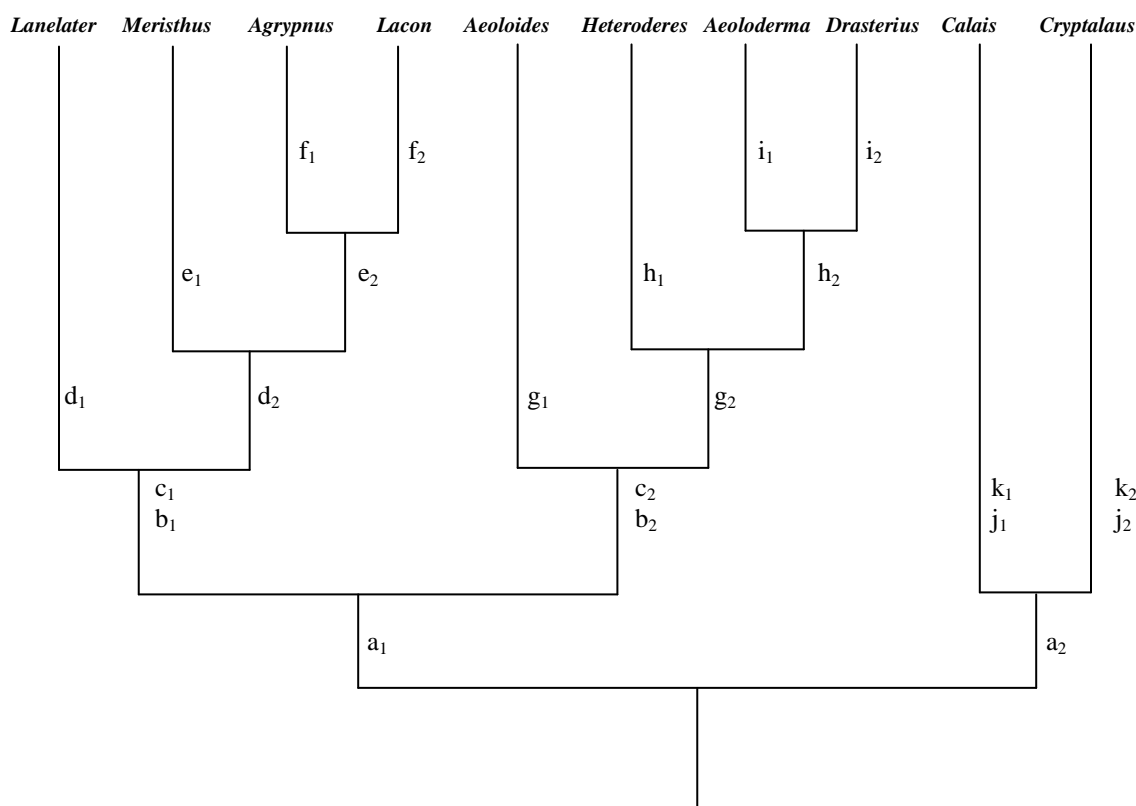 Lanelater Meristhus Agrypnus Lacon Aeoloides Heteroderes Aeoloderma Drasterius Calais Cryptalaus
f₁ f₂ i₁ i₂
e₁ e₂ h₁ h₂
d₁ d₂ g₁ g₂
c₁ c₂ k₁ k₂
b₁ b₂ j₁ j₂
a₁ a₂